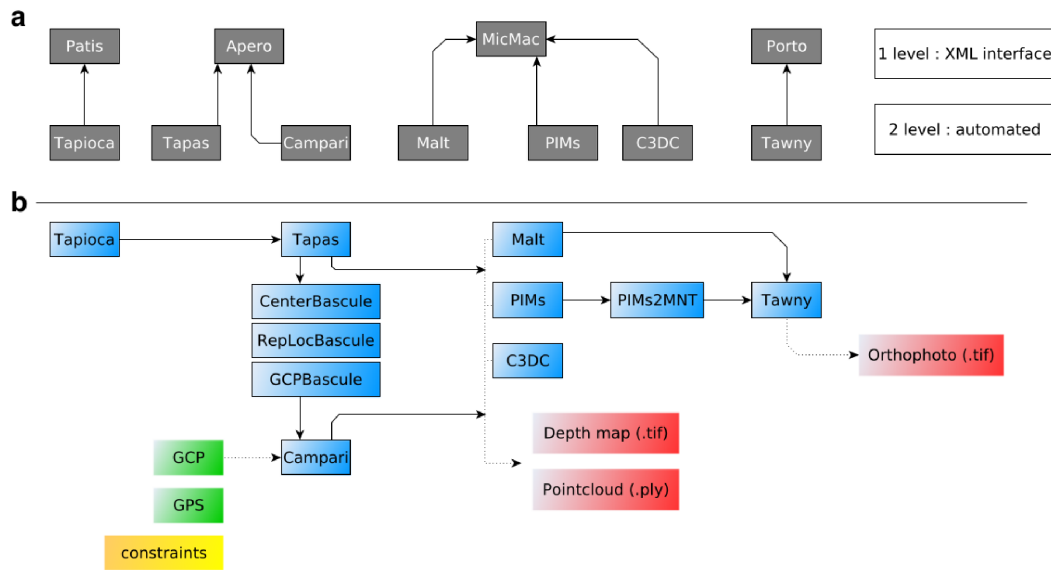 a
Patis
Apero
MicMac
Porto
1 level : XML interface
Tapioca
Tapas
Campari
Malt
PIMs
C3DC
Tawny
2 level : automated
b
Tapioca
Tapas
Malt
CenterBascule
PIMs
PIMs2MNT
Tawny
RepLocBascule
C3DC
Orthophoto (.tif)
GCPBascule
Depth map (.tif)
GCP
Campari
Pointcloud (.ply)
GPS
constraints